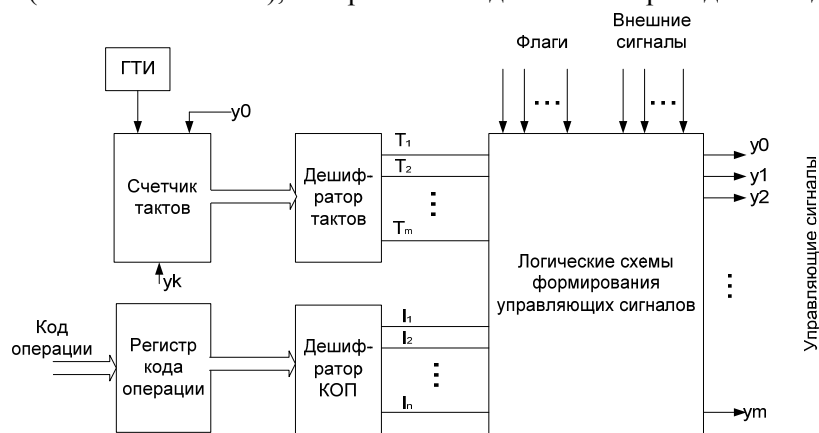 Флаги
Внешние
сигналы
ГТИ
y0
Счетчик
тактов
Дешиф-
ратор
тактов
T1
T2
Tm
yk
Логические схемы
формирования
управляющих сигналов
y0
y1
y2
ym
Управляющие сигналы
Код
операции
Регистр
кода
операции
Дешиф-
ратор
КОП
I1
I2
In